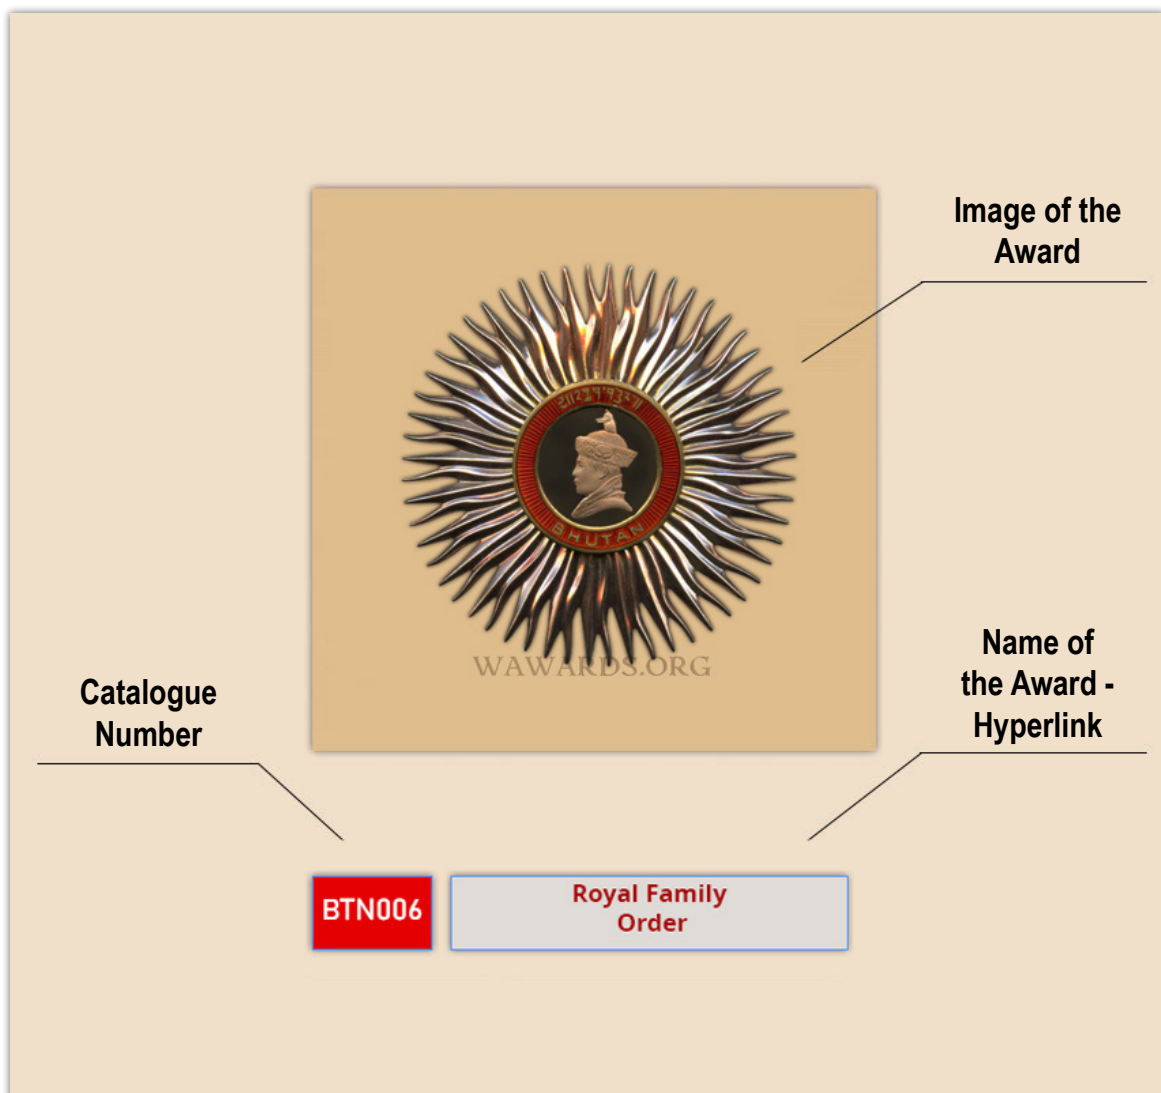 Image of the
Award
BHUTAN
WAWARDS.ORG
Name of
the Award -
Hyperlink
Catalogue
Number
BTN006
Royal Family
Order